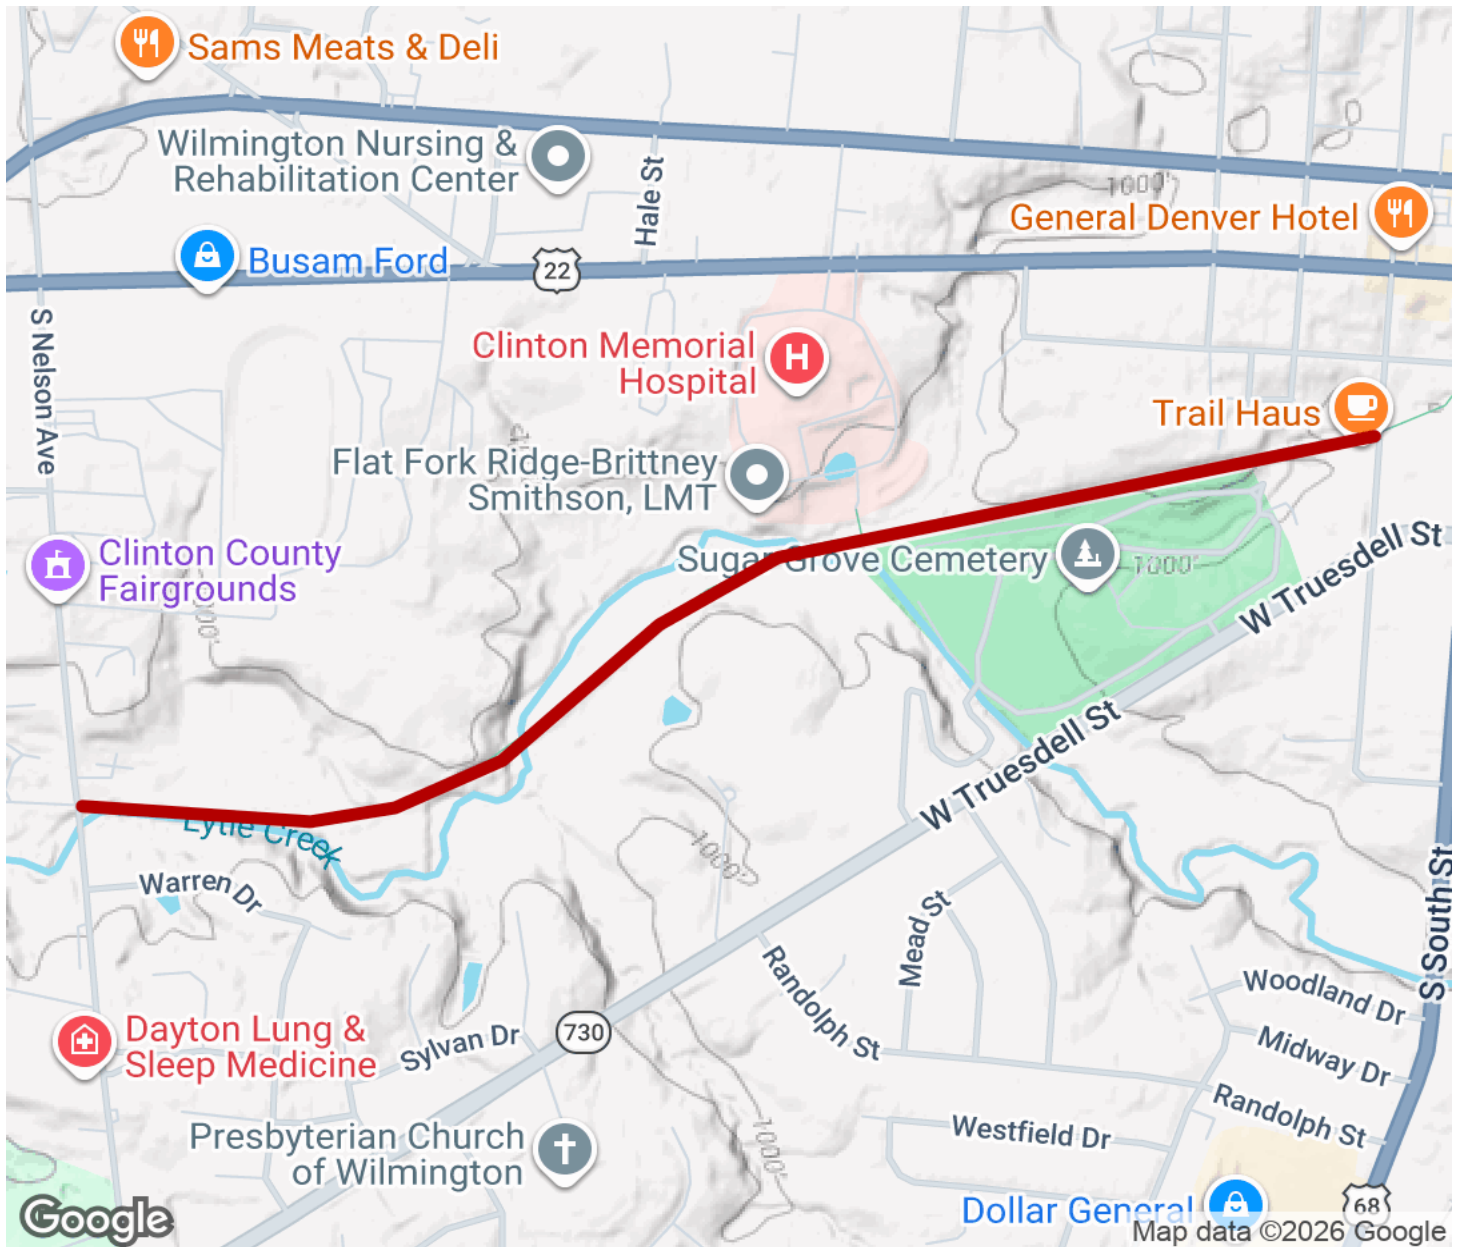 Sams Meats & Deli
Wilmington Nursing &
Rehabilitation Center
Hale St
1000'
General Denver Hotel
Busam Ford
22
S Nelson Ave
Clinton Memorial
Hospital
Trail Haus
Flat Fork Ridge-Brittney
Smithson, LMT
Clinton County
Fairgrounds
Sugar Grove Cemetery
1000'
W Truesdell St
W Truesdell St
Lytle Creek
Warren Dr
1000'
Mead St
S South St
Randolph St
Woodland Dr
Midway Dr
Randolph St
Dayton Lung &
Sleep Medicine
Sylvan Dr
730
Westfield Dr
Presbyterian Church
of Wilmington
1000'
Dollar General
68
Google
Map data ©2026 Google